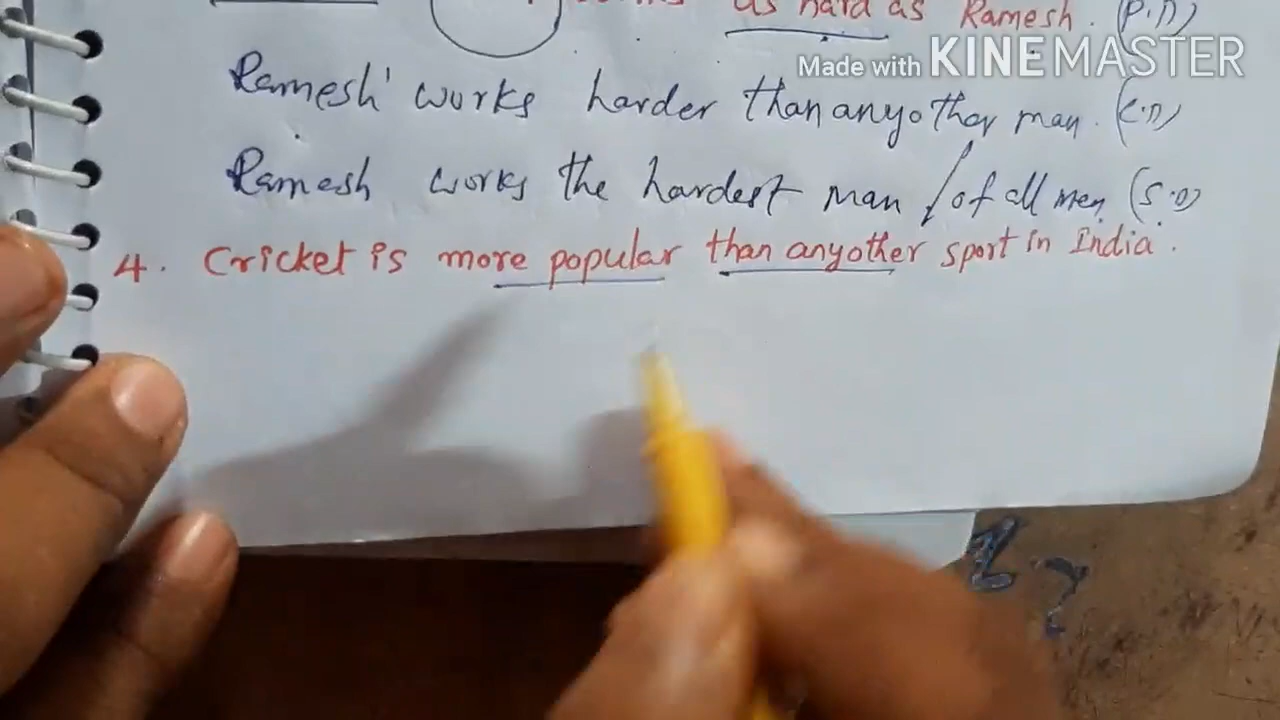 as hard as Ramesh. (P.D)
Made with KINEMASTER
Ramesh works harder than anyother man. (C.D)
Ramesh works the hardest man / of all men (S.D)
4. Cricket is more popular than anyother sport in India.